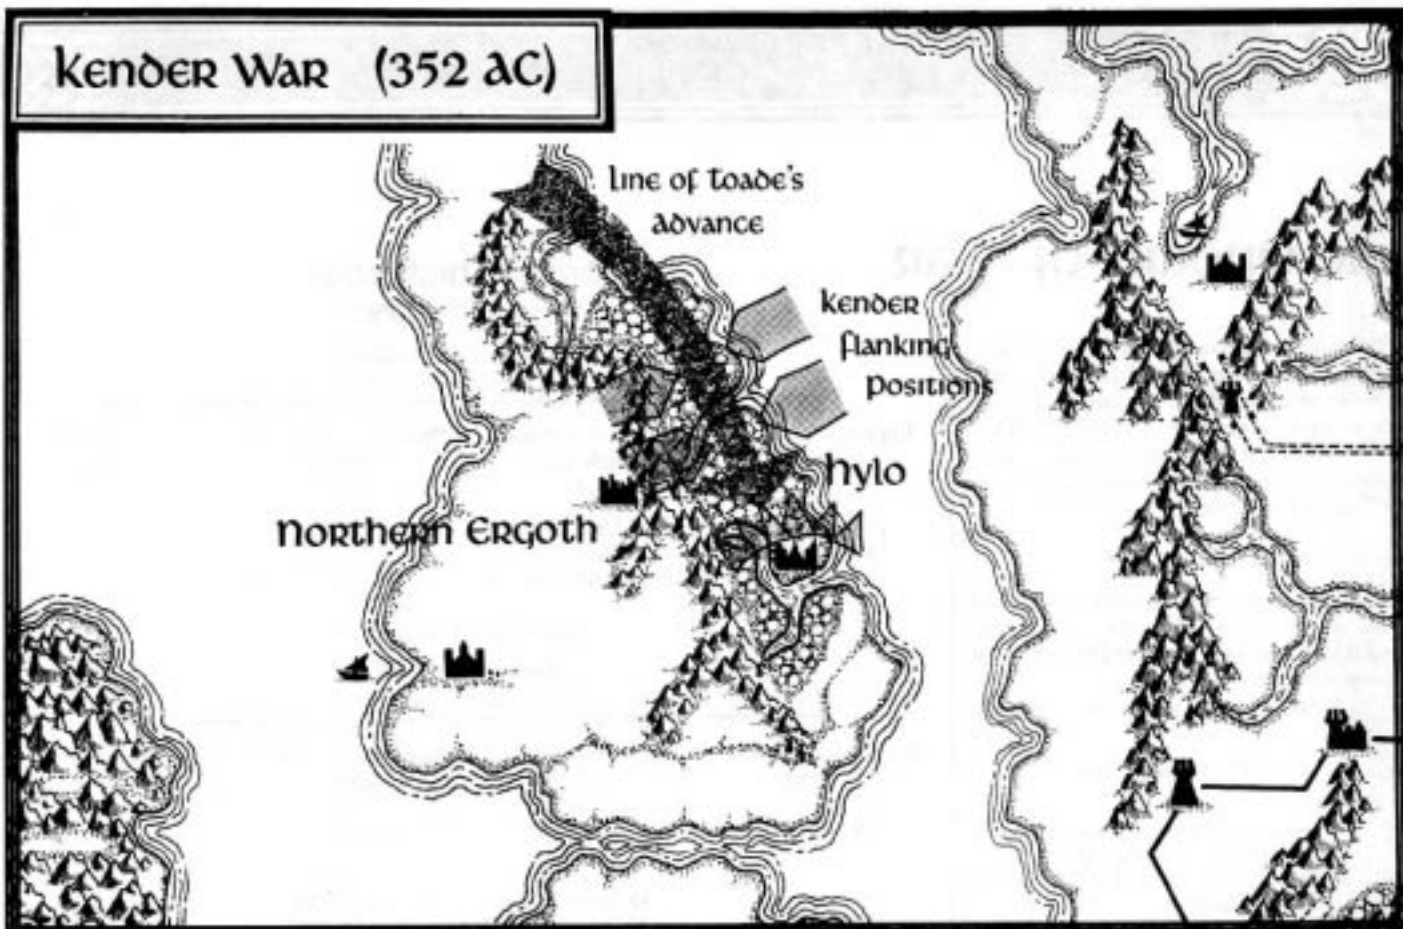 Kender War (352 AC)
Line of Toade's
Advance
Kender
Flanking
Positions
Hylo
Northern Ergoth